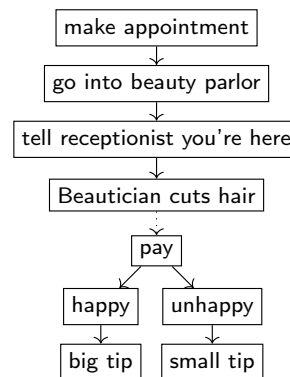 make appointment
go into beauty parlor
tell receptionist you're here
Beautician cuts hair
pay
happy
unhappy
big tip
small tip